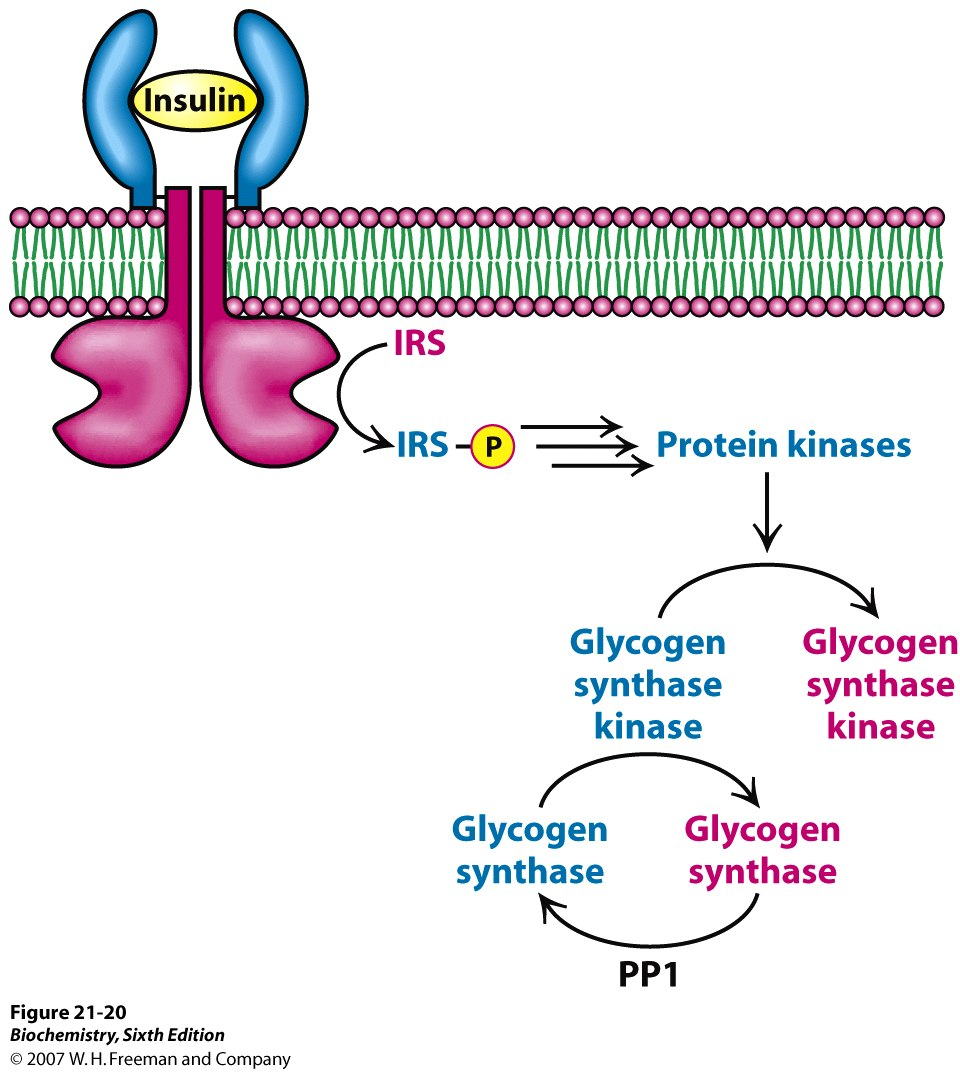 Insulin
IRS
IRS
P
Protein kinases
Glycogen
synthase
kinase
Glycogen
synthase
kinase
Glycogen
synthase
Glycogen
synthase
PP1
Figure 21-20
Biochemistry, Sixth Edition
© 2007 W. H. Freeman and Company